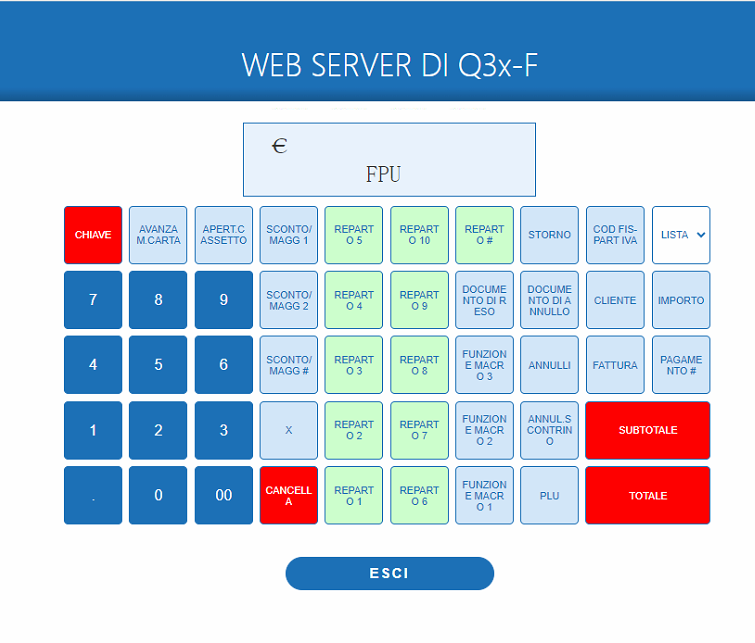 WEB SERVER DI Q3x-F
€
FPU
CHIAVE
AVANZA
M.CARTA
APERT.C
ASSETTO
SCONTO/
MAGG 1
REPART
O 5
REPART
O 10
REPART
O #
STORNO
COD FIS-
PART IVA
LISTA
7
8
9
SCONTO/
MAGG 2
REPART
O 4
REPART
O 9
DOCUME
NTO DI R
ESO
DOCUME
NTO DI A
NNULLO
CLIENTE
IMPORTO
4
5
6
SCONTO/
MAGG #
REPART
O 3
REPART
O 8
FUNZION
E MACR
O 3
ANNULLI
FATTURA
PAGAME
NTO #
1
2
3
X
REPART
O 2
REPART
O 7
FUNZION
E MACR
O 2
ANNUL.S
CONTRIN
O
SUBTOTALE
.
0
00
CANCELL
A
REPART
O 1
REPART
O 6
FUNZION
E MACR
O 1
PLU
TOTALE
ESCI